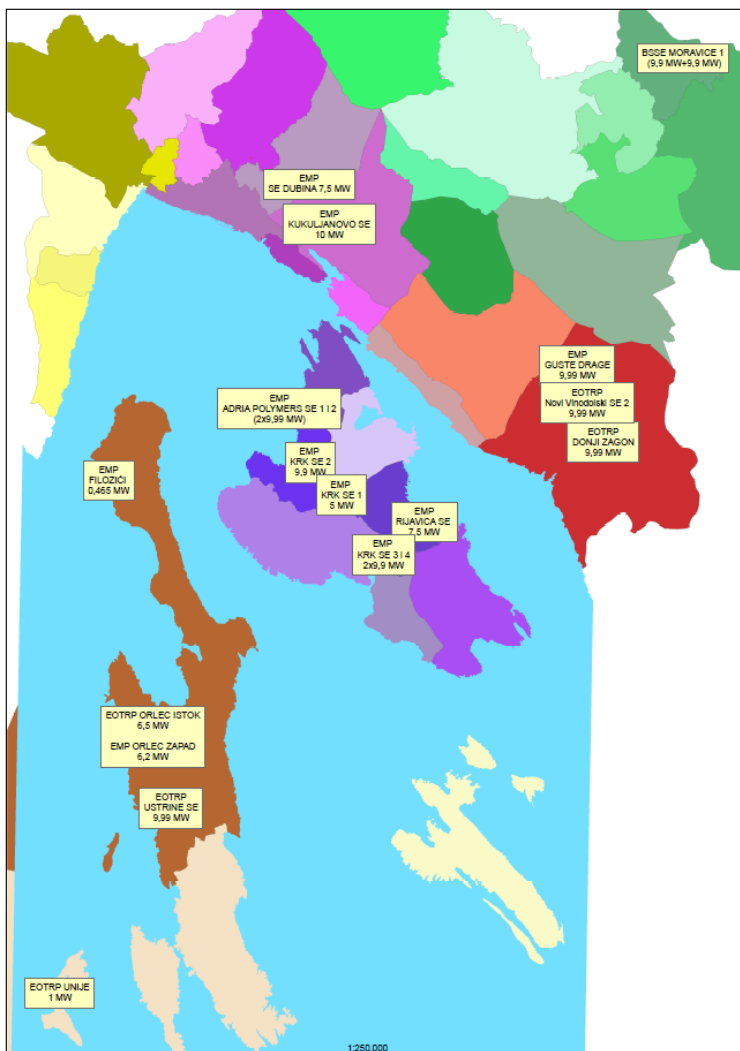 BSSE MORAVICE 1
(9,9 MW+9,9 MW)
EMP
SE DUBINA 7,5 MW
EMP
KUKULJANOVO SE
10 MW
EMP
GUSTE DRAGE
9,99 MW
EOTRP
Novi Vinodolski SE 2
9,99 MW
EOTRP
DONJI ZAGON
9,99 MW
EMP
ADRIA POLYMERS SE 1 I 2
(2x9,99 MW)
EMP
KRK SE 2
9,9 MW
EMP
KRK SE 1
5 MW
EMP
FILOZIĆI
0,465 MW
EMP
RIJAVICA SE
7,5 MW
EMP
KRK SE 3 I 4
2x9,9 MW
EOTRP ORLEC ISTOK
6,5 MW
EMP ORLEC ZAPAD
6,2 MW
EOTRP
USTRINE SE
9,99 MW
EOTRP UNIJE
1 MW
1:250.000